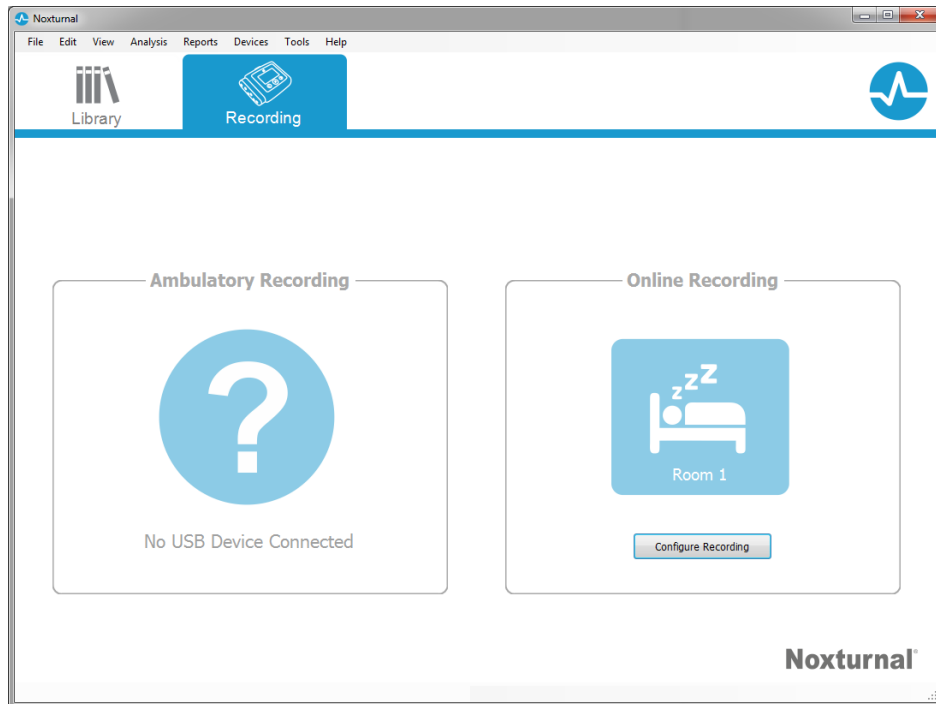 Noxturnal
File Edit View Analysis Reports Devices Tools Help
Library
Recording
Ambulatory Recording
?
No USB Device Connected
Online Recording
zzZ
Room 1
Configure Recording
Noxturnal®